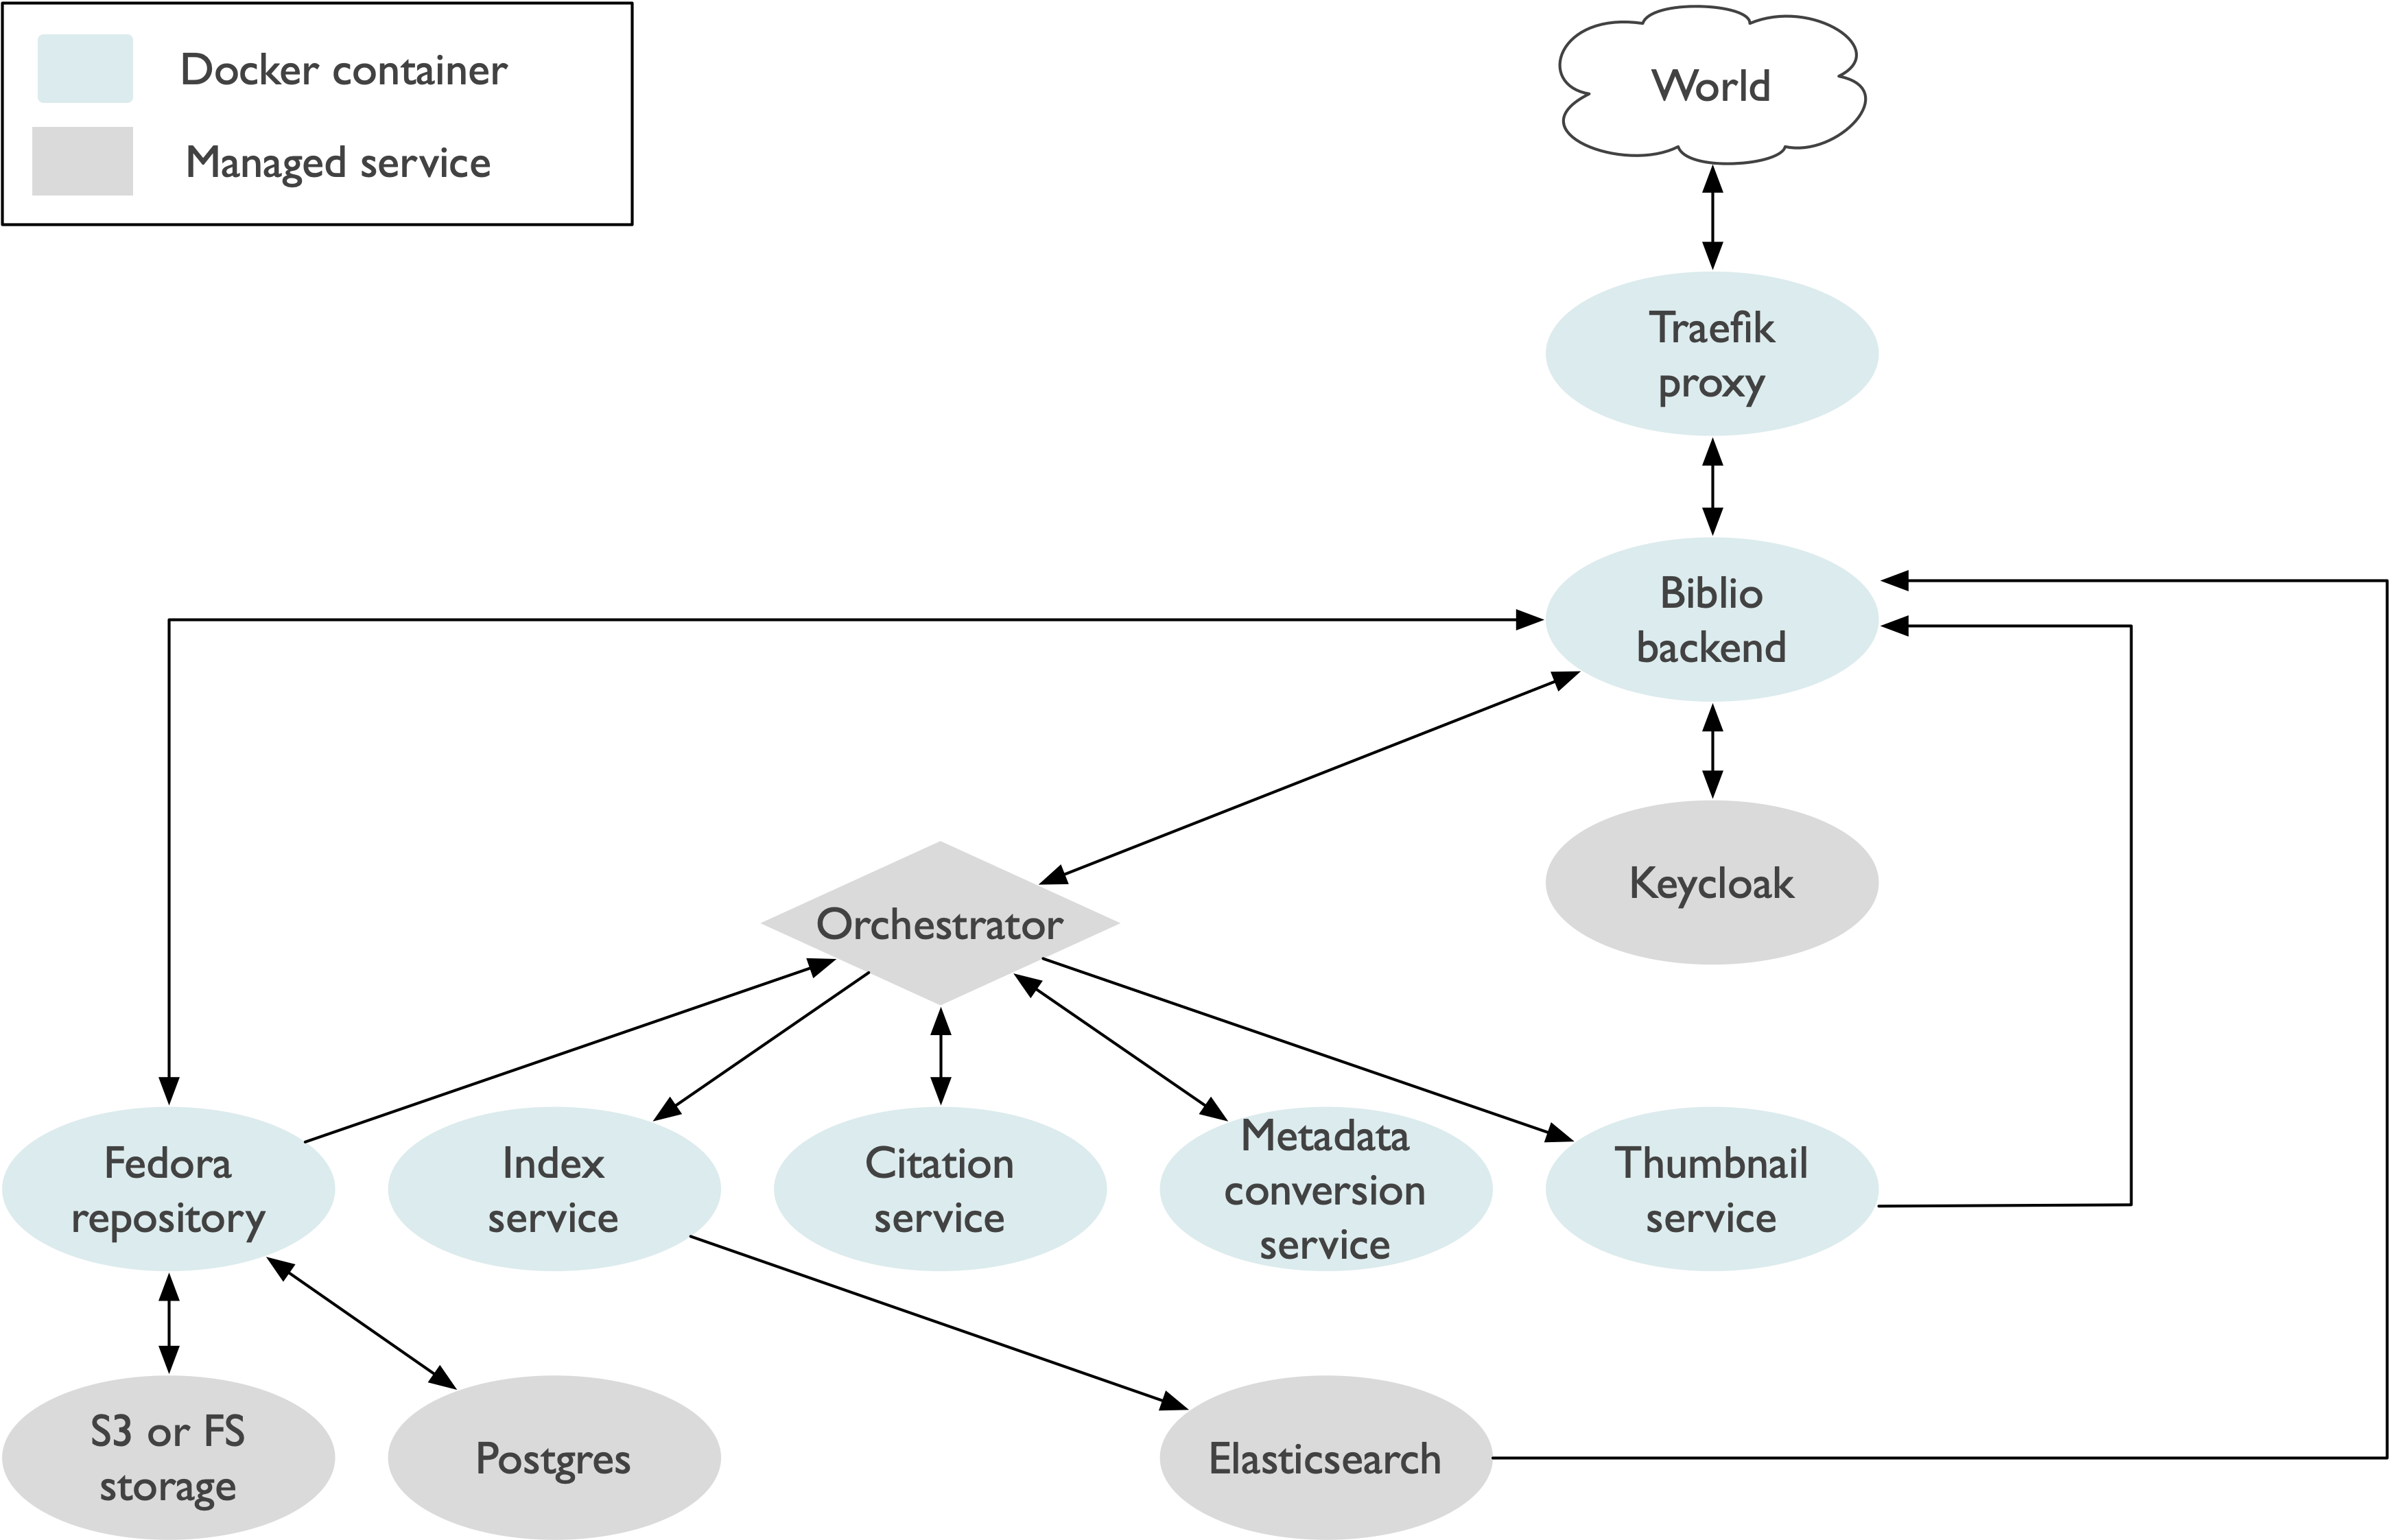 Docker container
Managed service
World
Traefik
proxy
Biblio
backend
Keycloak
Orchestrator
Fedora
repository
Index
service
Citation
service
Metadata
conversion
service
Thumbnail
service
S3 or FS
storage
Postgres
Elasticsearch